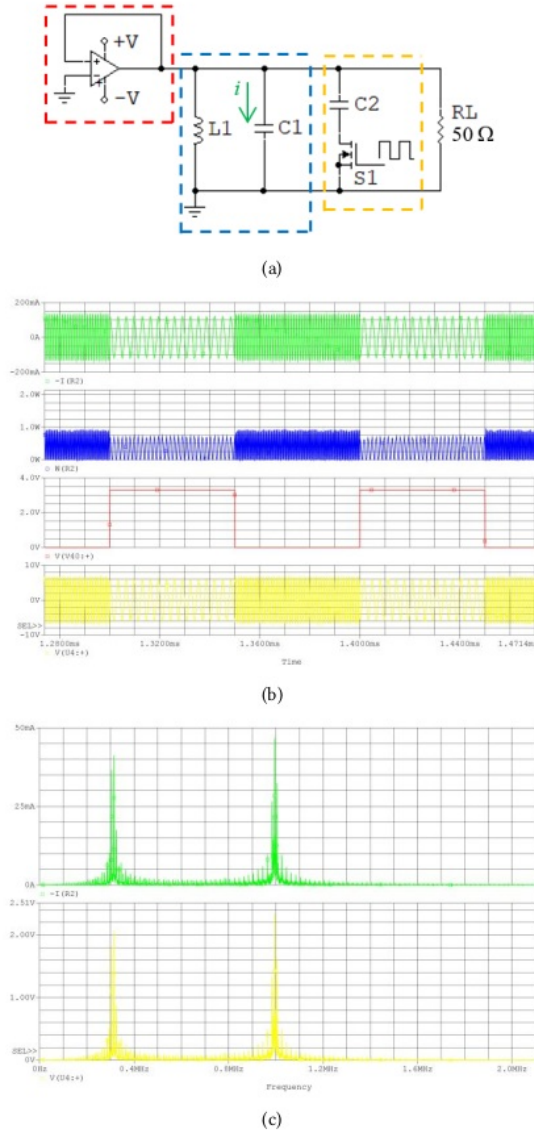 +V
−V
i
L1
C1
C2
S1
RL
50 Ω
(a)
200mA
0A
-200mA
-I(R2)
2.0W
1.0W
0W
W(R2)
4.0V
0V
V(V40:+)
10V
0V
SEL>>
-10V
1.2800ms 1.3200ms 1.3600ms 1.4000ms 1.4400ms 1.4714ms
V(U4:+)
Time
(b)
50mA
25mA
0A
-I(R2)
2.51V
2.00V
1.00V
SEL>>
0V
0Hz 0.4MHz 0.8MHz 1.2MHz 1.6MHz 2.0MHz
V(U4:+)
Frequency
(c)